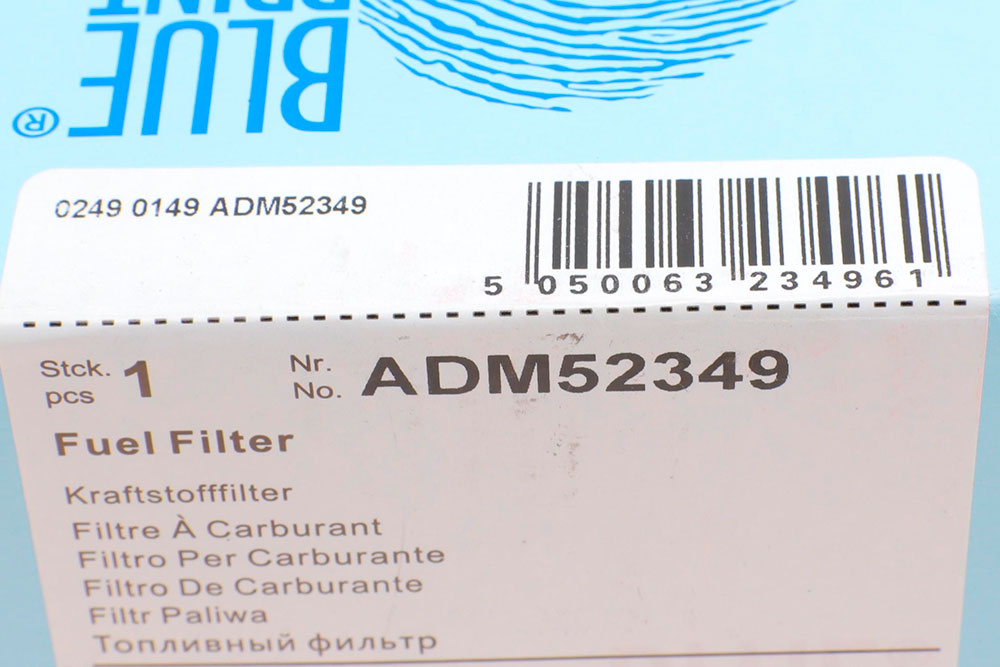 BLUE
PRINT
®
0249 0149 ADM52349
5 050063 234961
Stck.
pcs
1
Nr.
No.
ADM52349
Fuel Filter
Kraftstofffilter
Filtre À Carburant
Filtro Per Carburante
Filtro De Carburante
Filtr Paliwa
Топливный фильтр